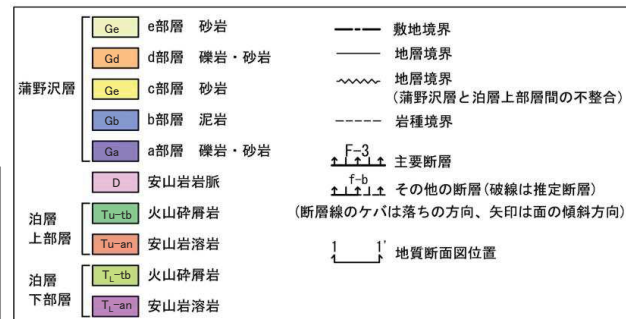 蒲野沢層
Ge e部層 砂岩
Gd d部層 礫岩・砂岩
Ge c部層 砂岩
Gb b部層 泥岩
Ga a部層 礫岩・砂岩
D 安山岩岩脈
泊層
上部層
Tu-tb 火山砕屑岩
Tu-an 安山岩溶岩
泊層
下部層
TL-tb 火山砕屑岩
TL-an 安山岩溶岩
敷地境界
地層境界
地層境界
(蒲野沢層と泊層上部層間の不整合)
岩種境界
F-3 主要断層
f-b その他の断層(破線は推定断層)
(断層線のケバは落ちの方向、矢印は面の傾斜方向)
1 1' 地質断面図位置